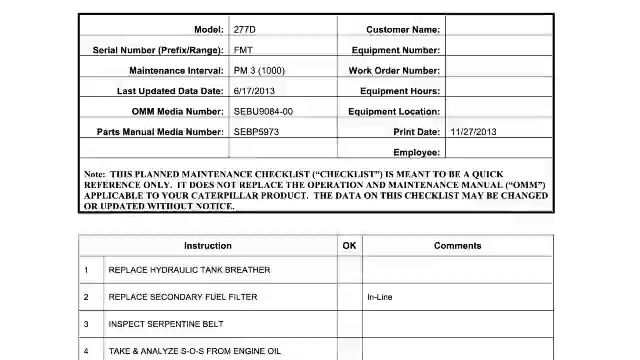 Model: 277D Customer Name:
Serial Number (Prefix/Range): FMT Equipment Number:
Maintenance Interval: PM 3 (1000) Work Order Number:
Last Updated Data Date: 6/17/2013 Equipment Hours:
OMM Media Number: SEBU9084-00 Equipment Location:
Parts Manual Media Number: SEBP5973 Print Date: 11/27/2013
Employee:
Note: THIS PLANNED MAINTENANCE CHECKLIST ("CHECKLIST") IS MEANT TO BE A QUICK
REFERENCE ONLY. IT DOES NOT REPLACE THE OPERATION AND MAINTENANCE MANUAL ("OMM")
APPLICABLE TO YOUR CATERPILLAR PRODUCT. THE DATA ON THIS CHECKLIST MAY BE CHANGED
OR UPDATED WITHOUT NOTICE.
Instruction OK Comments
1 REPLACE HYDRAULIC TANK BREATHER
2 REPLACE SECONDARY FUEL FILTER In-Line
3 INSPECT SERPENTINE BELT
4 TAKE & ANALYZE S-O-S FROM ENGINE OIL